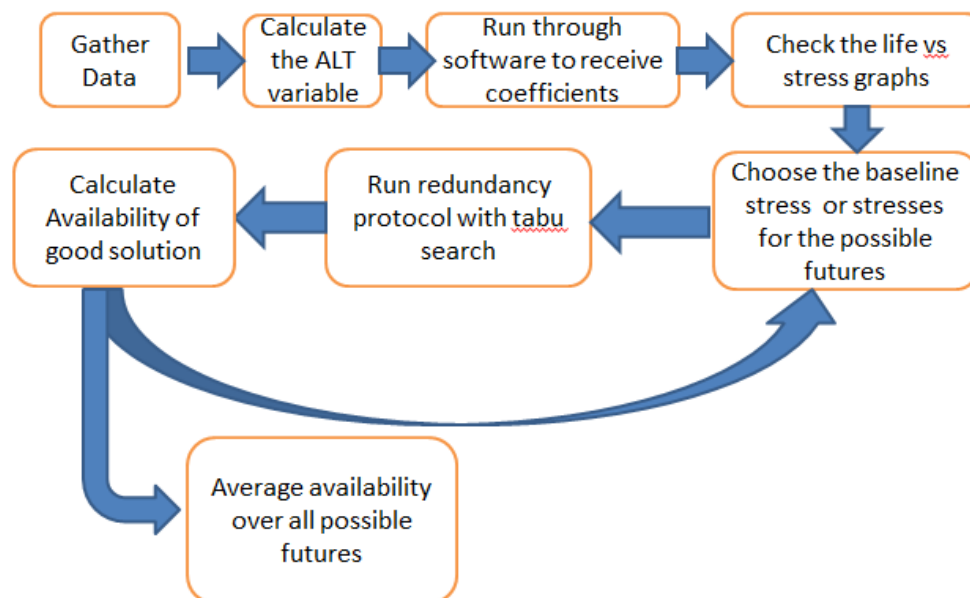 Gather
Data
Calculate
the ALT
variable
Run through
software to receive
coefficients
Check the life vs
stress graphs
Choose the baseline
stress or stresses
for the possible
futures
Run redundancy
protocol with tabu
search
Calculate
Availability of
good solution
Average availability
over all possible
futures